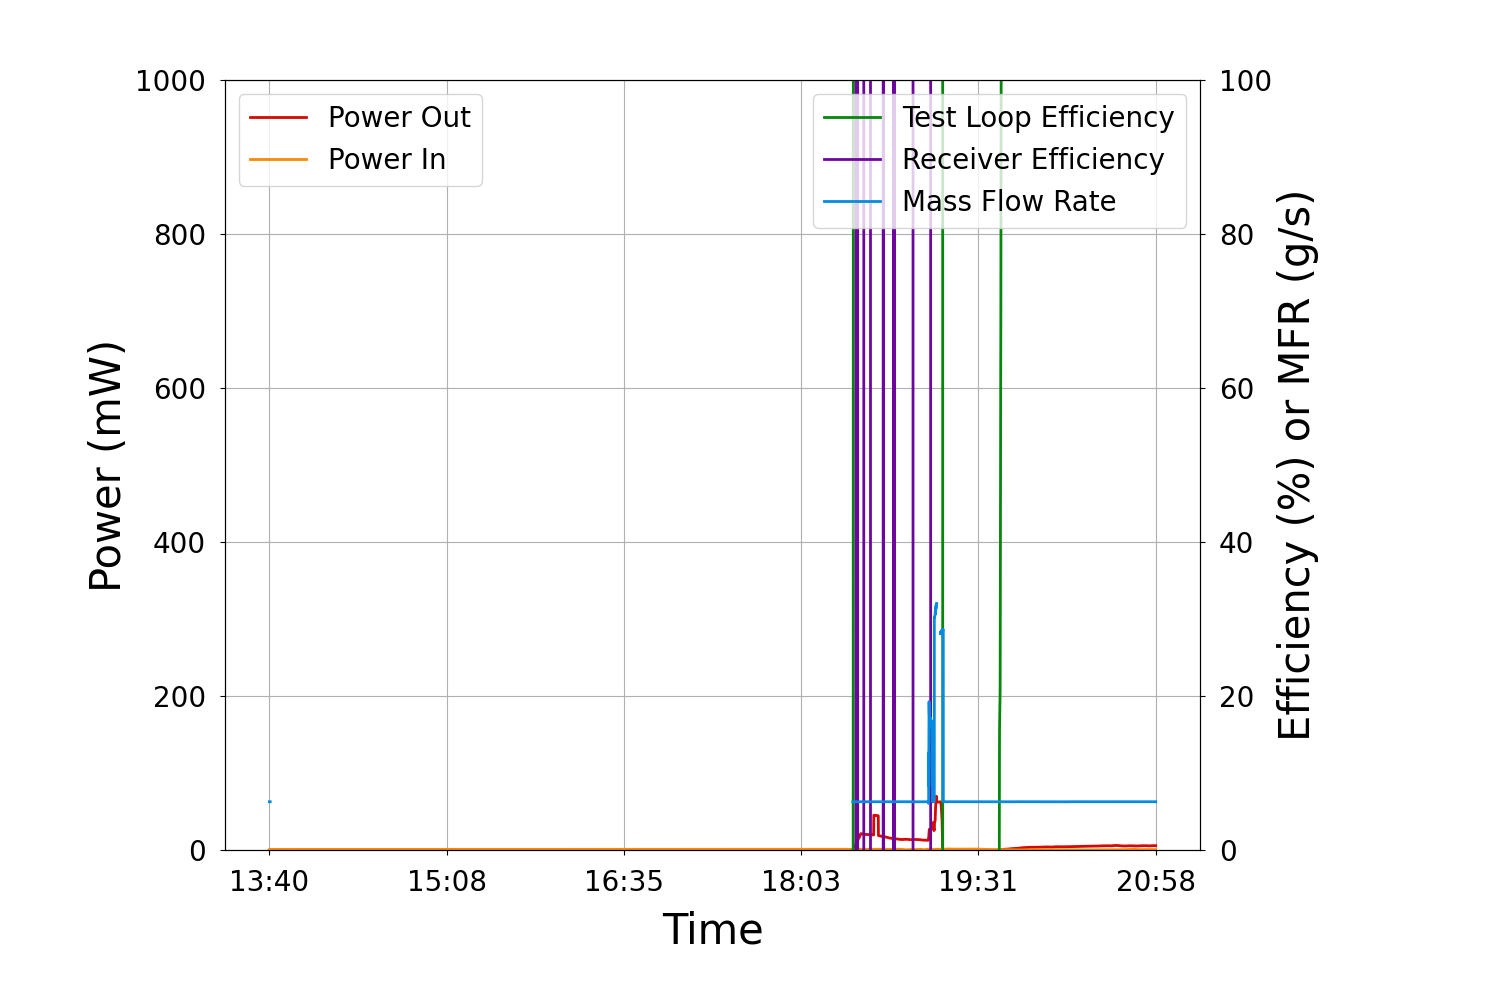 1000
800
600
400
200
0
Power (mW)
Power Out
Power In
Test Loop Efficiency
Receiver Efficiency
Mass Flow Rate
100
80
60
40
20
0
Efficiency (%) or MFR (g/s)
13:40 15:08 16:35 18:03 19:31 20:58
Time